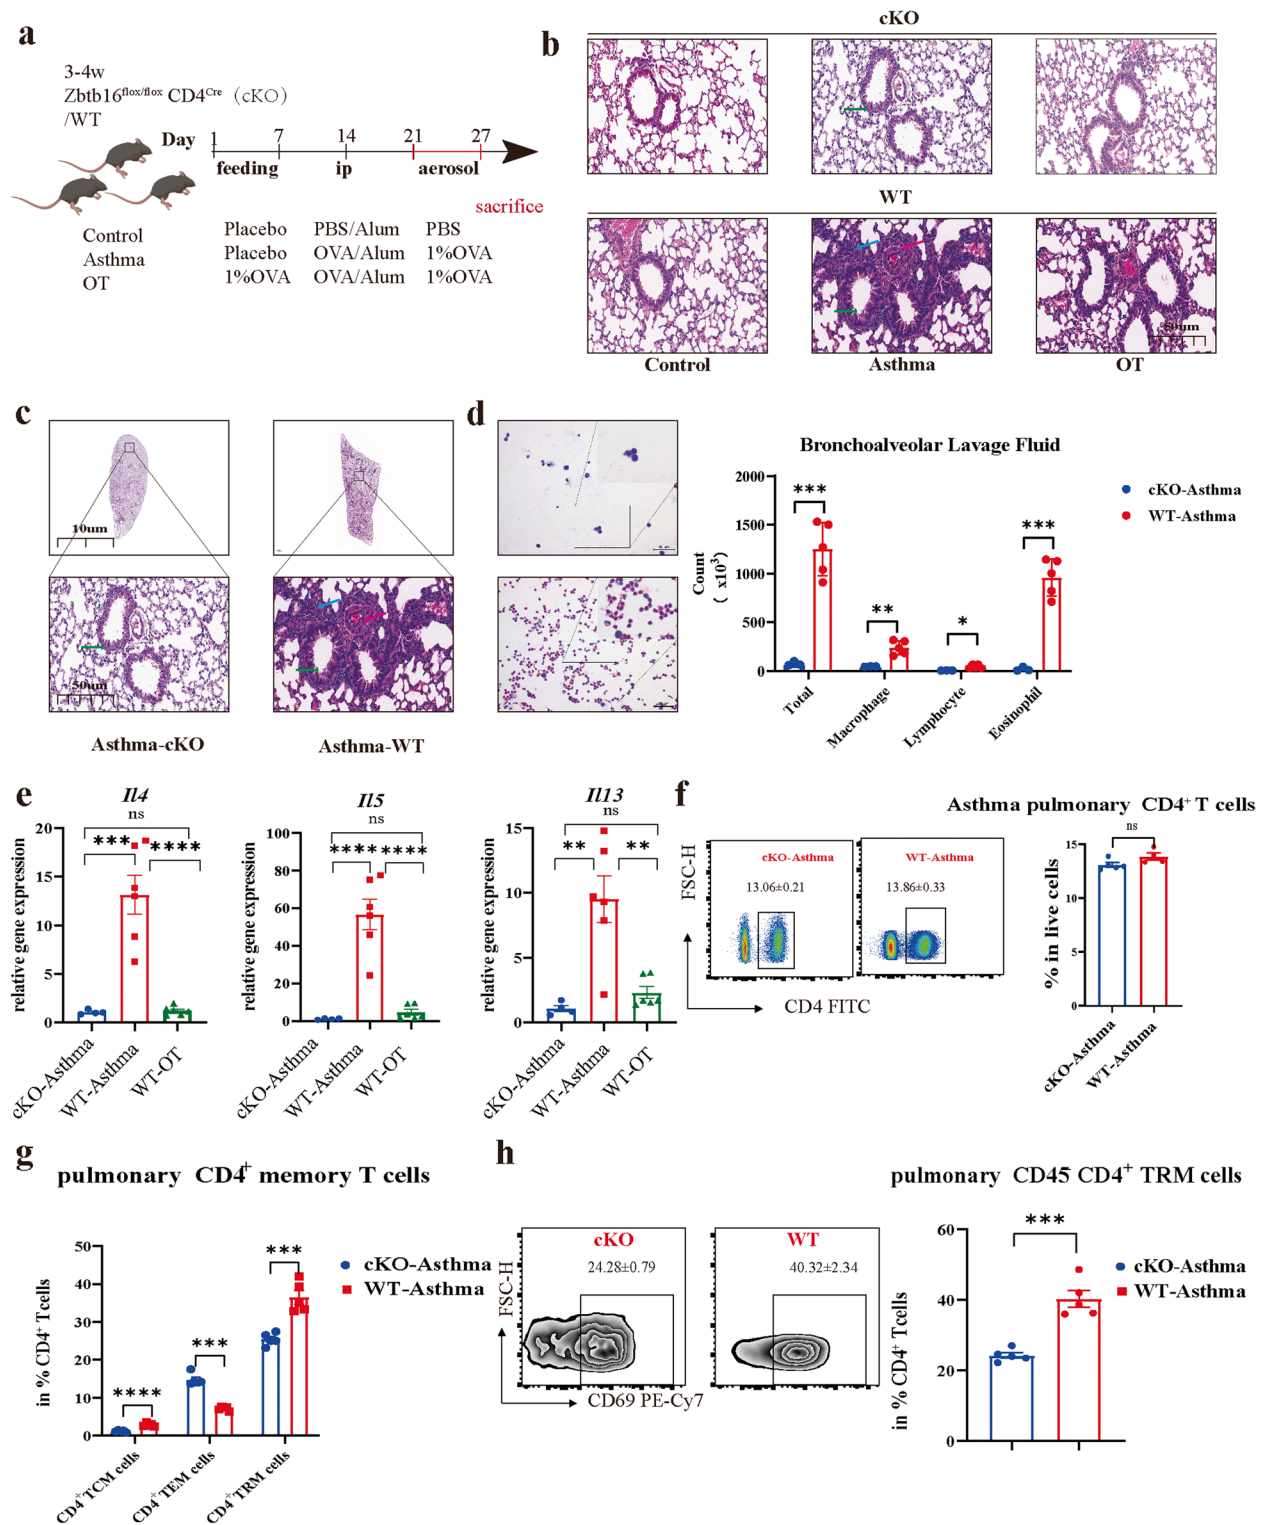 a
3-4w
Zbtb16flox/flox CD4Cre (cKO)
/WT
Day 1 7 14 21 27
feeding ip aerosol
sacrifice
Control Placebo PBS/Alum PBS
Asthma Placebo OVA/Alum 1%OVA
OT 1%OVA OVA/Alum 1%OVA
b
cKO
WT
50um
Control Asthma OT
c
10um
50um
Asthma-cKO Asthma-WT
d
Bronchoalveolar Lavage Fluid
Count
( x10³)
2000
1500
1000
500
0
*** ** * ***
cKO-Asthma
WT-Asthma
Total Macrophage Lymphocyte Eosinophil
e
Il4
ns
*** ****
relative gene expression
20
15
10
5
0
cKO-Asthma WT-Asthma WT-OT
Il5
ns
**** ****
relative gene expression
100
80
60
40
20
0
cKO-Asthma WT-Asthma WT-OT
Il13
ns
** **
relative gene expression
15
10
5
0
cKO-Asthma WT-Asthma WT-OT
f
Asthma pulmonary CD4⁺ T cells
FSC-H
cKO-Asthma
13.06±0.21
WT-Asthma
13.86±0.33
CD4 FITC
ns
% in live cells
15
10
5
0
cKO-Asthma WT-Asthma
g
pulmonary CD4⁺ memory T cells
in % CD4⁺ Tcells
50
40
30
20
10
0
**** *** ***
cKO-Asthma
WT-Asthma
CD4⁺TCM cells CD4⁺TEM cells CD4⁺TRM cells
h
pulmonary CD45 CD4⁺ TRM cells
FSC-H
cKO
24.28±0.79
WT
40.32±2.34
CD69 PE-Cy7
in % CD4⁺ Tcells
60
40
20
0
***
cKO-Asthma
WT-Asthma